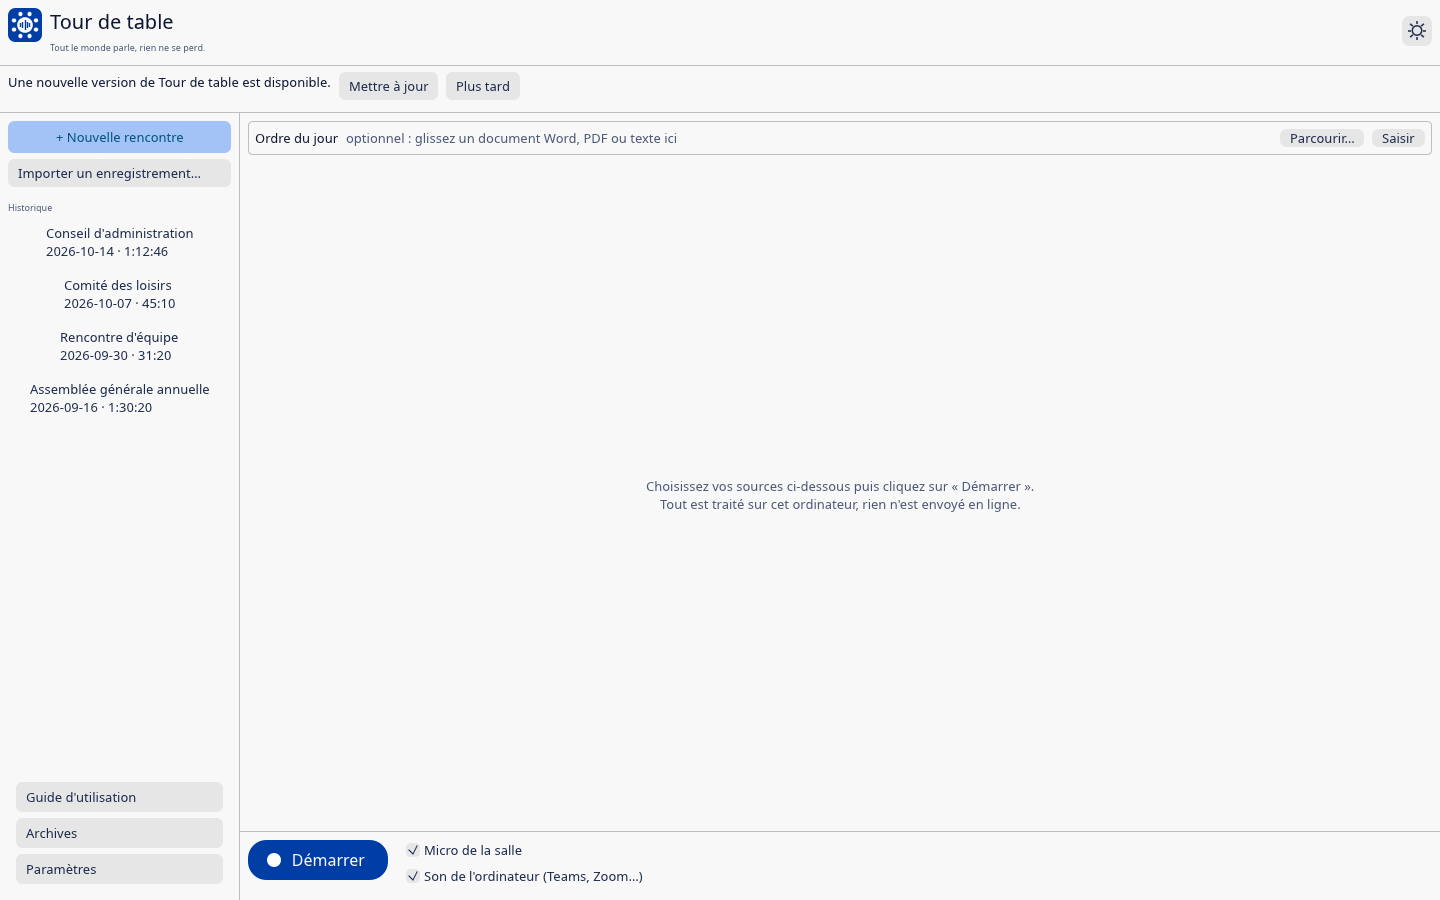 Tour de table
Tout le monde parle, rien ne se perd.
Une nouvelle version de Tour de table est disponible.
Mettre à jour
Plus tard
+ Nouvelle rencontre
Importer un enregistrement...
Historique
Conseil d'administration
2026-10-14 · 1:12:46
Comité des loisirs
2026-10-07 · 45:10
Rencontre d'équipe
2026-09-30 · 31:20
Assemblée générale annuelle
2026-09-16 · 1:30:20
Guide d'utilisation
Archives
Paramètres
Ordre du jour optionnel : glissez un document Word, PDF ou texte ici
Parcourir...
Saisir
Choisissez vos sources ci-dessous puis cliquez sur « Démarrer ».
Tout est traité sur cet ordinateur, rien n'est envoyé en ligne.
Démarrer
Micro de la salle
Son de l'ordinateur (Teams, Zoom...)